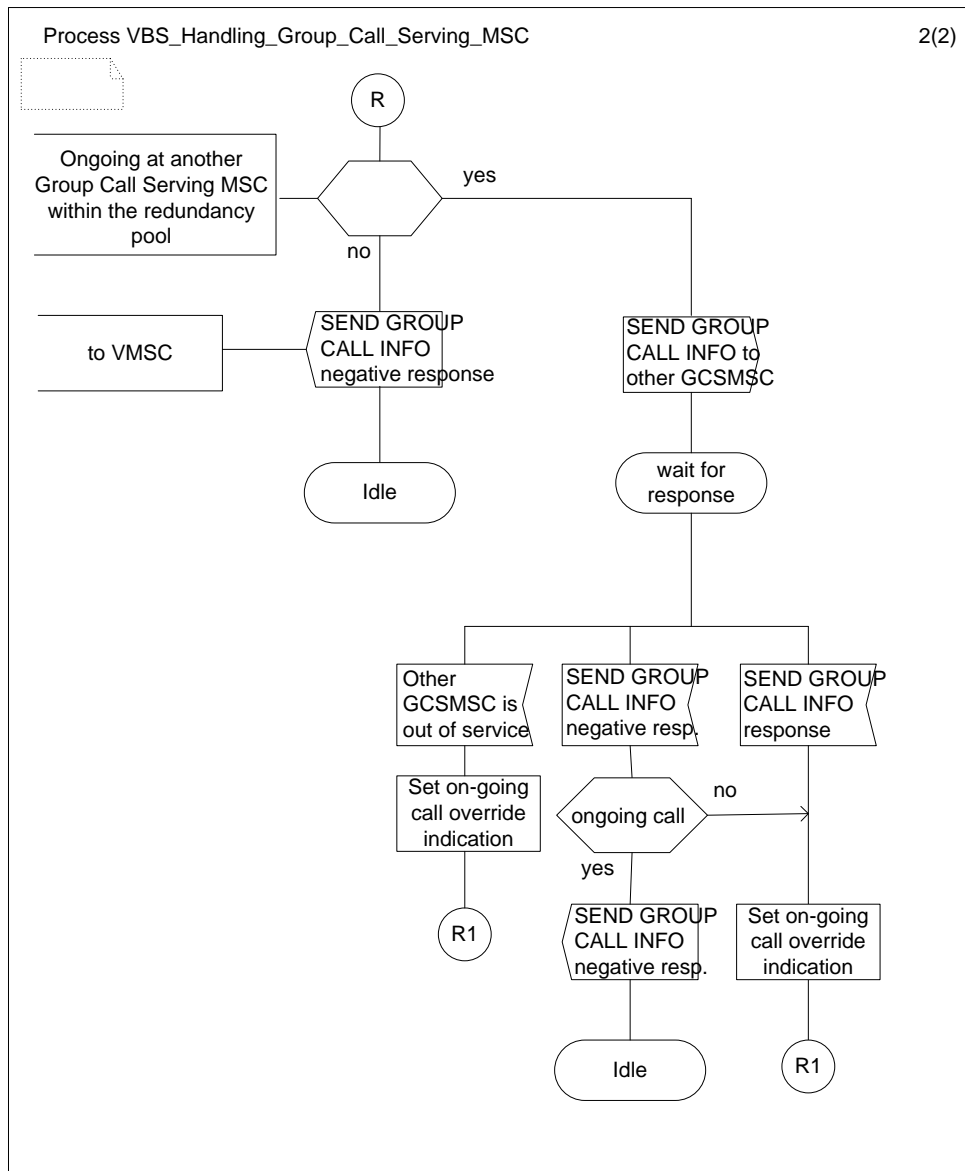 Process VBS_Handling_Group_Call_Serving_MSC
2(2)
R
Ongoing at another
Group Call Serving MSC
within the redundancy
pool
yes
no
to VMSC
SEND GROUP
CALL INFO
negative response
SEND GROUP
CALL INFO to
other GCSMSC
Idle
wait for
response
Other
GCSMSC is
out of service
SEND GROUP
CALL INFO
negative resp.
SEND GROUP
CALL INFO
response
Set on-going
call override
indication
ongoing call
no
yes
R1
SEND GROUP
CALL INFO
negative resp.
Set on-going
call override
indication
Idle
R1